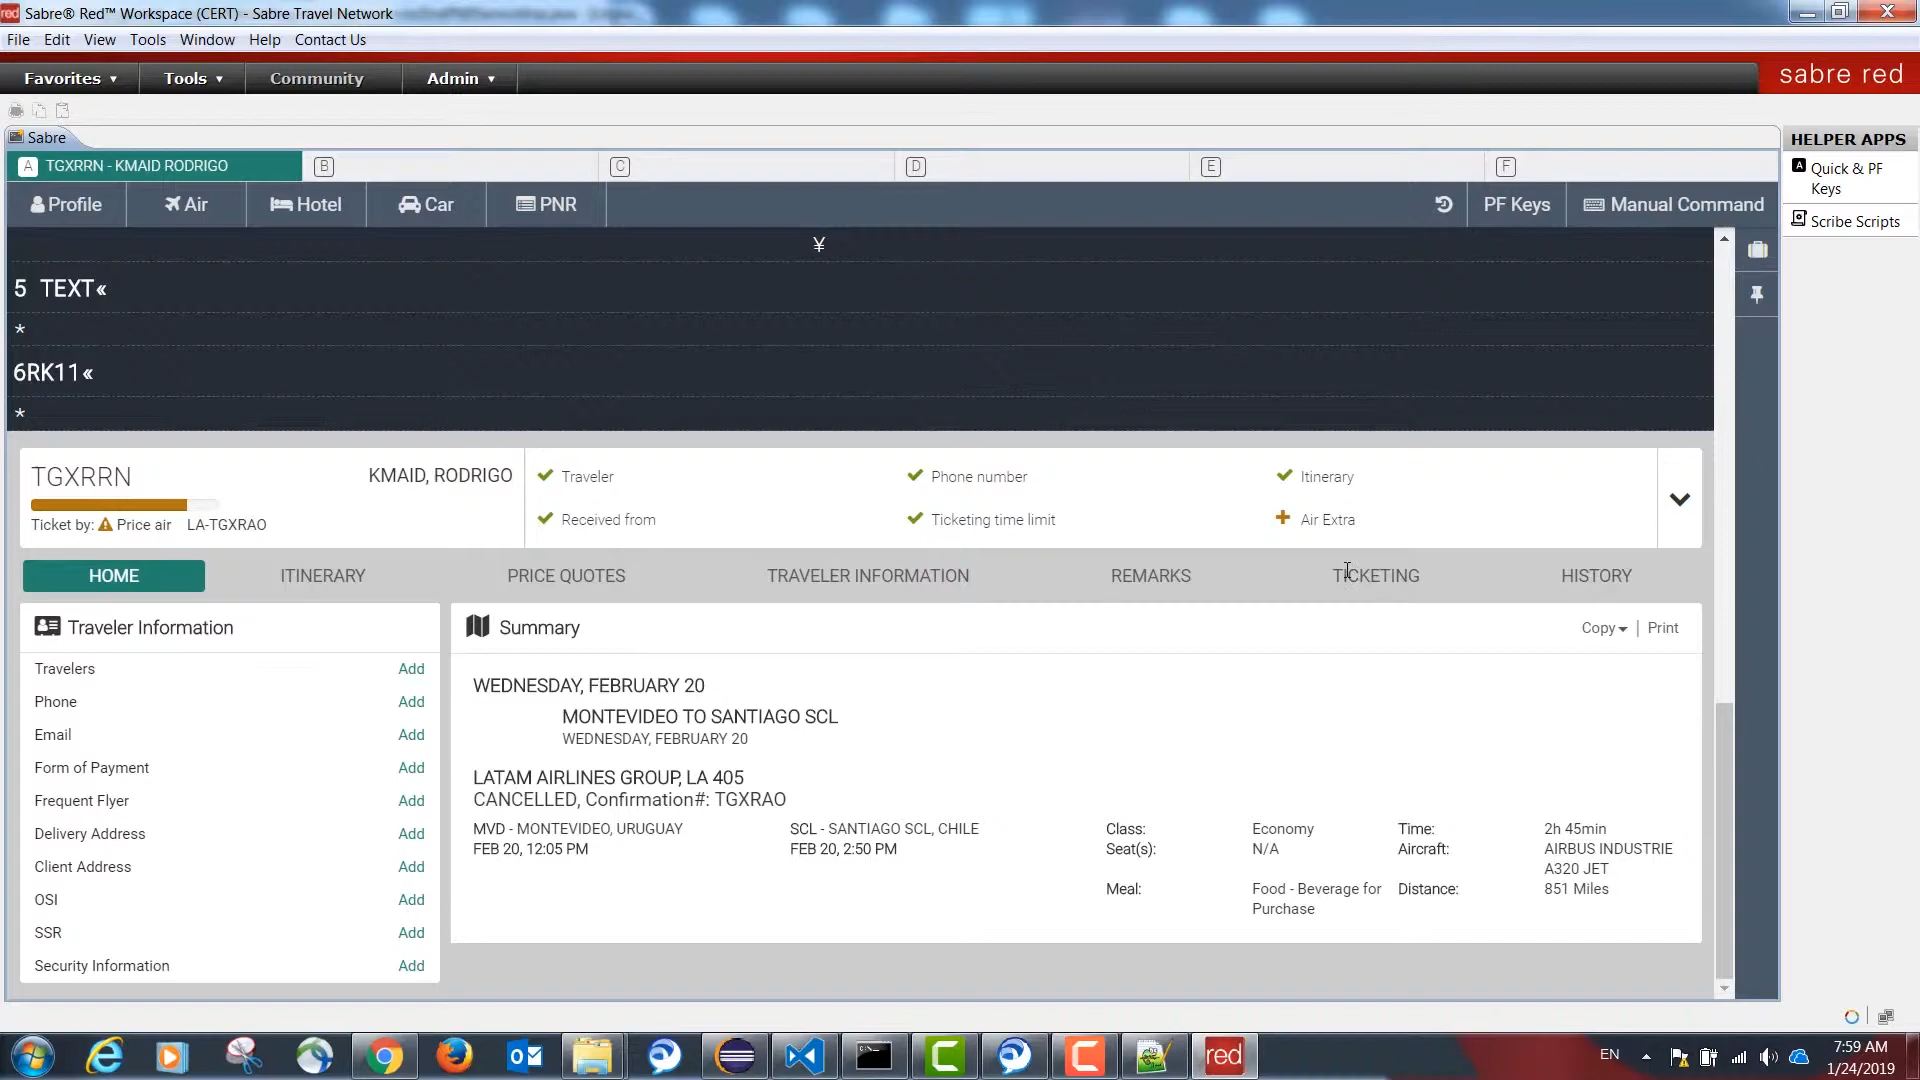 Sabre® Red™ Workspace (CERT) - Sabre Travel Network
File Edit View Tools Window Help Contact Us
Favorites Tools Community Admin sabre red
Sabre HELPER APPS
A TGXRRN - KMAID RODRIGO B C D E F
A Quick & PF Keys
Scribe Scripts
Profile Air Hotel Car PNR PF Keys Manual Command
¥
5 TEXT«
*
6RK11«
*
TGXRRN KMAID, RODRIGO Traveler Phone number Itinerary
Ticket by: Price air LA-TGXRAO Received from Ticketing time limit Air Extra
HOME ITINERARY PRICE QUOTES TRAVELER INFORMATION REMARKS TICKETING HISTORY
Traveler Information
Travelers Add
Phone Add
Email Add
Form of Payment Add
Frequent Flyer Add
Delivery Address Add
Client Address Add
OSI Add
SSR Add
Security Information Add
Summary Copy | Print
WEDNESDAY, FEBRUARY 20
MONTEVIDEO TO SANTIAGO SCL
WEDNESDAY, FEBRUARY 20
LATAM AIRLINES GROUP, LA 405
CANCELLED, Confirmation#: TGXRAO
MVD - MONTEVIDEO, URUGUAY SCL - SANTIAGO SCL, CHILE Class: Economy Time: 2h 45min
FEB 20, 12:05 PM FEB 20, 2:50 PM Seat(s): N/A Aircraft: AIRBUS INDUSTRIE
A320 JET
Meal: Food - Beverage for Distance: 851 Miles
Purchase
red EN 7:59 AM
1/24/2019